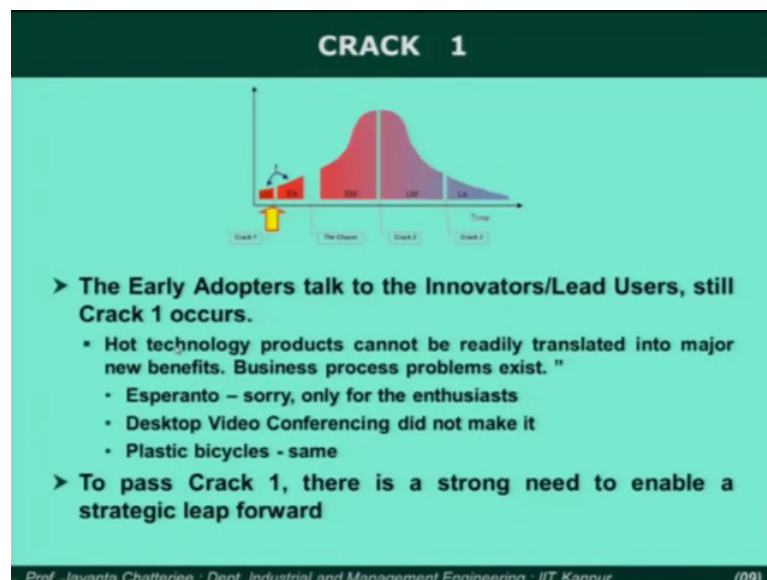 CRACK 1
EA
EM
LM
La
Time
Crack 1
The Chasm
Crack 2
Crack 3
➤ The Early Adopters talk to the Innovators/Lead Users, still
Crack 1 occurs.
▪ Hot technology products cannot be readily translated into major
new benefits. Business process problems exist. ”
• Esperanto – sorry, only for the enthusiasts
• Desktop Video Conferencing did not make it
• Plastic bicycles - same
➤ To pass Crack 1, there is a strong need to enable a
strategic leap forward
Prof. Jayanta Chatterjee : Dept. Industrial and Management Engineering : IIT Kanpur (09)